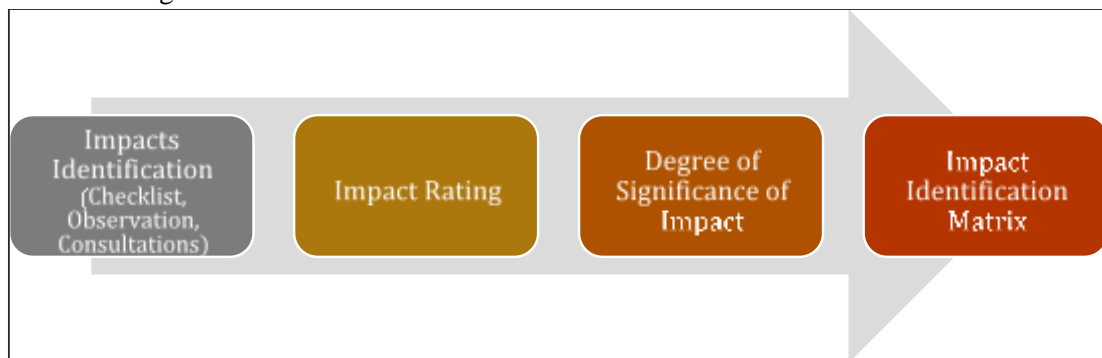 Impacts
Identification
(Checklist,
Observation,
Consultations)
Impact Rating
Degree of
Significance of
Impact
Impact
Identification
Matrix